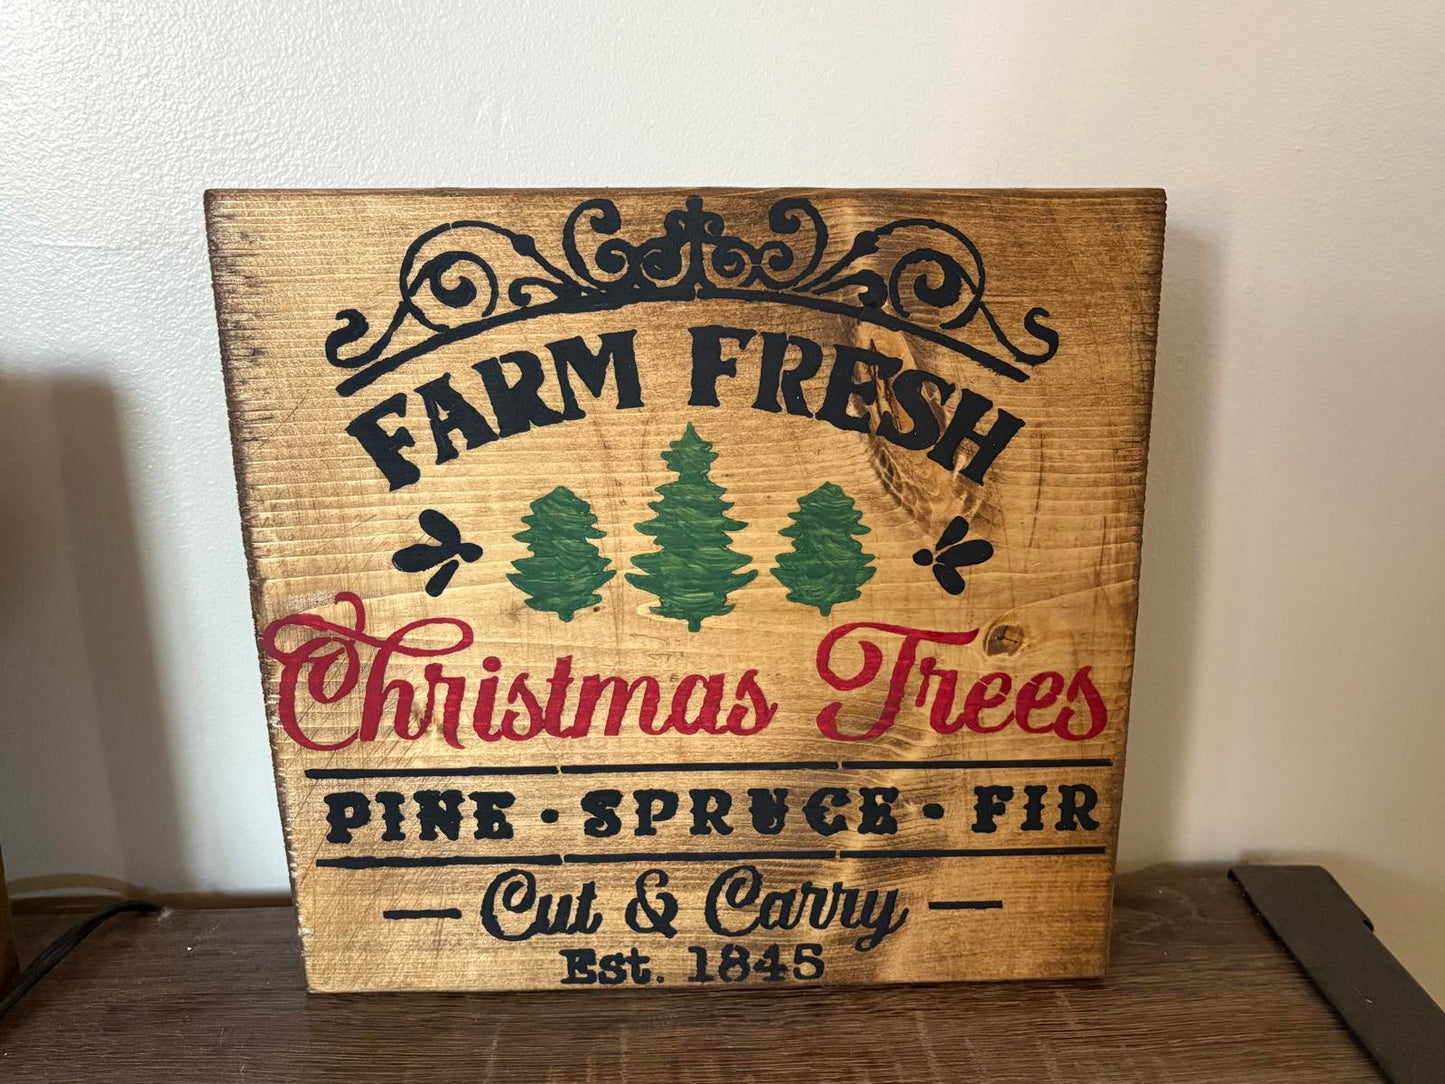 FARM FRESH
Christmas Trees
PINE · SPRUCE · FIR
Cut & Carry
Est. 1845